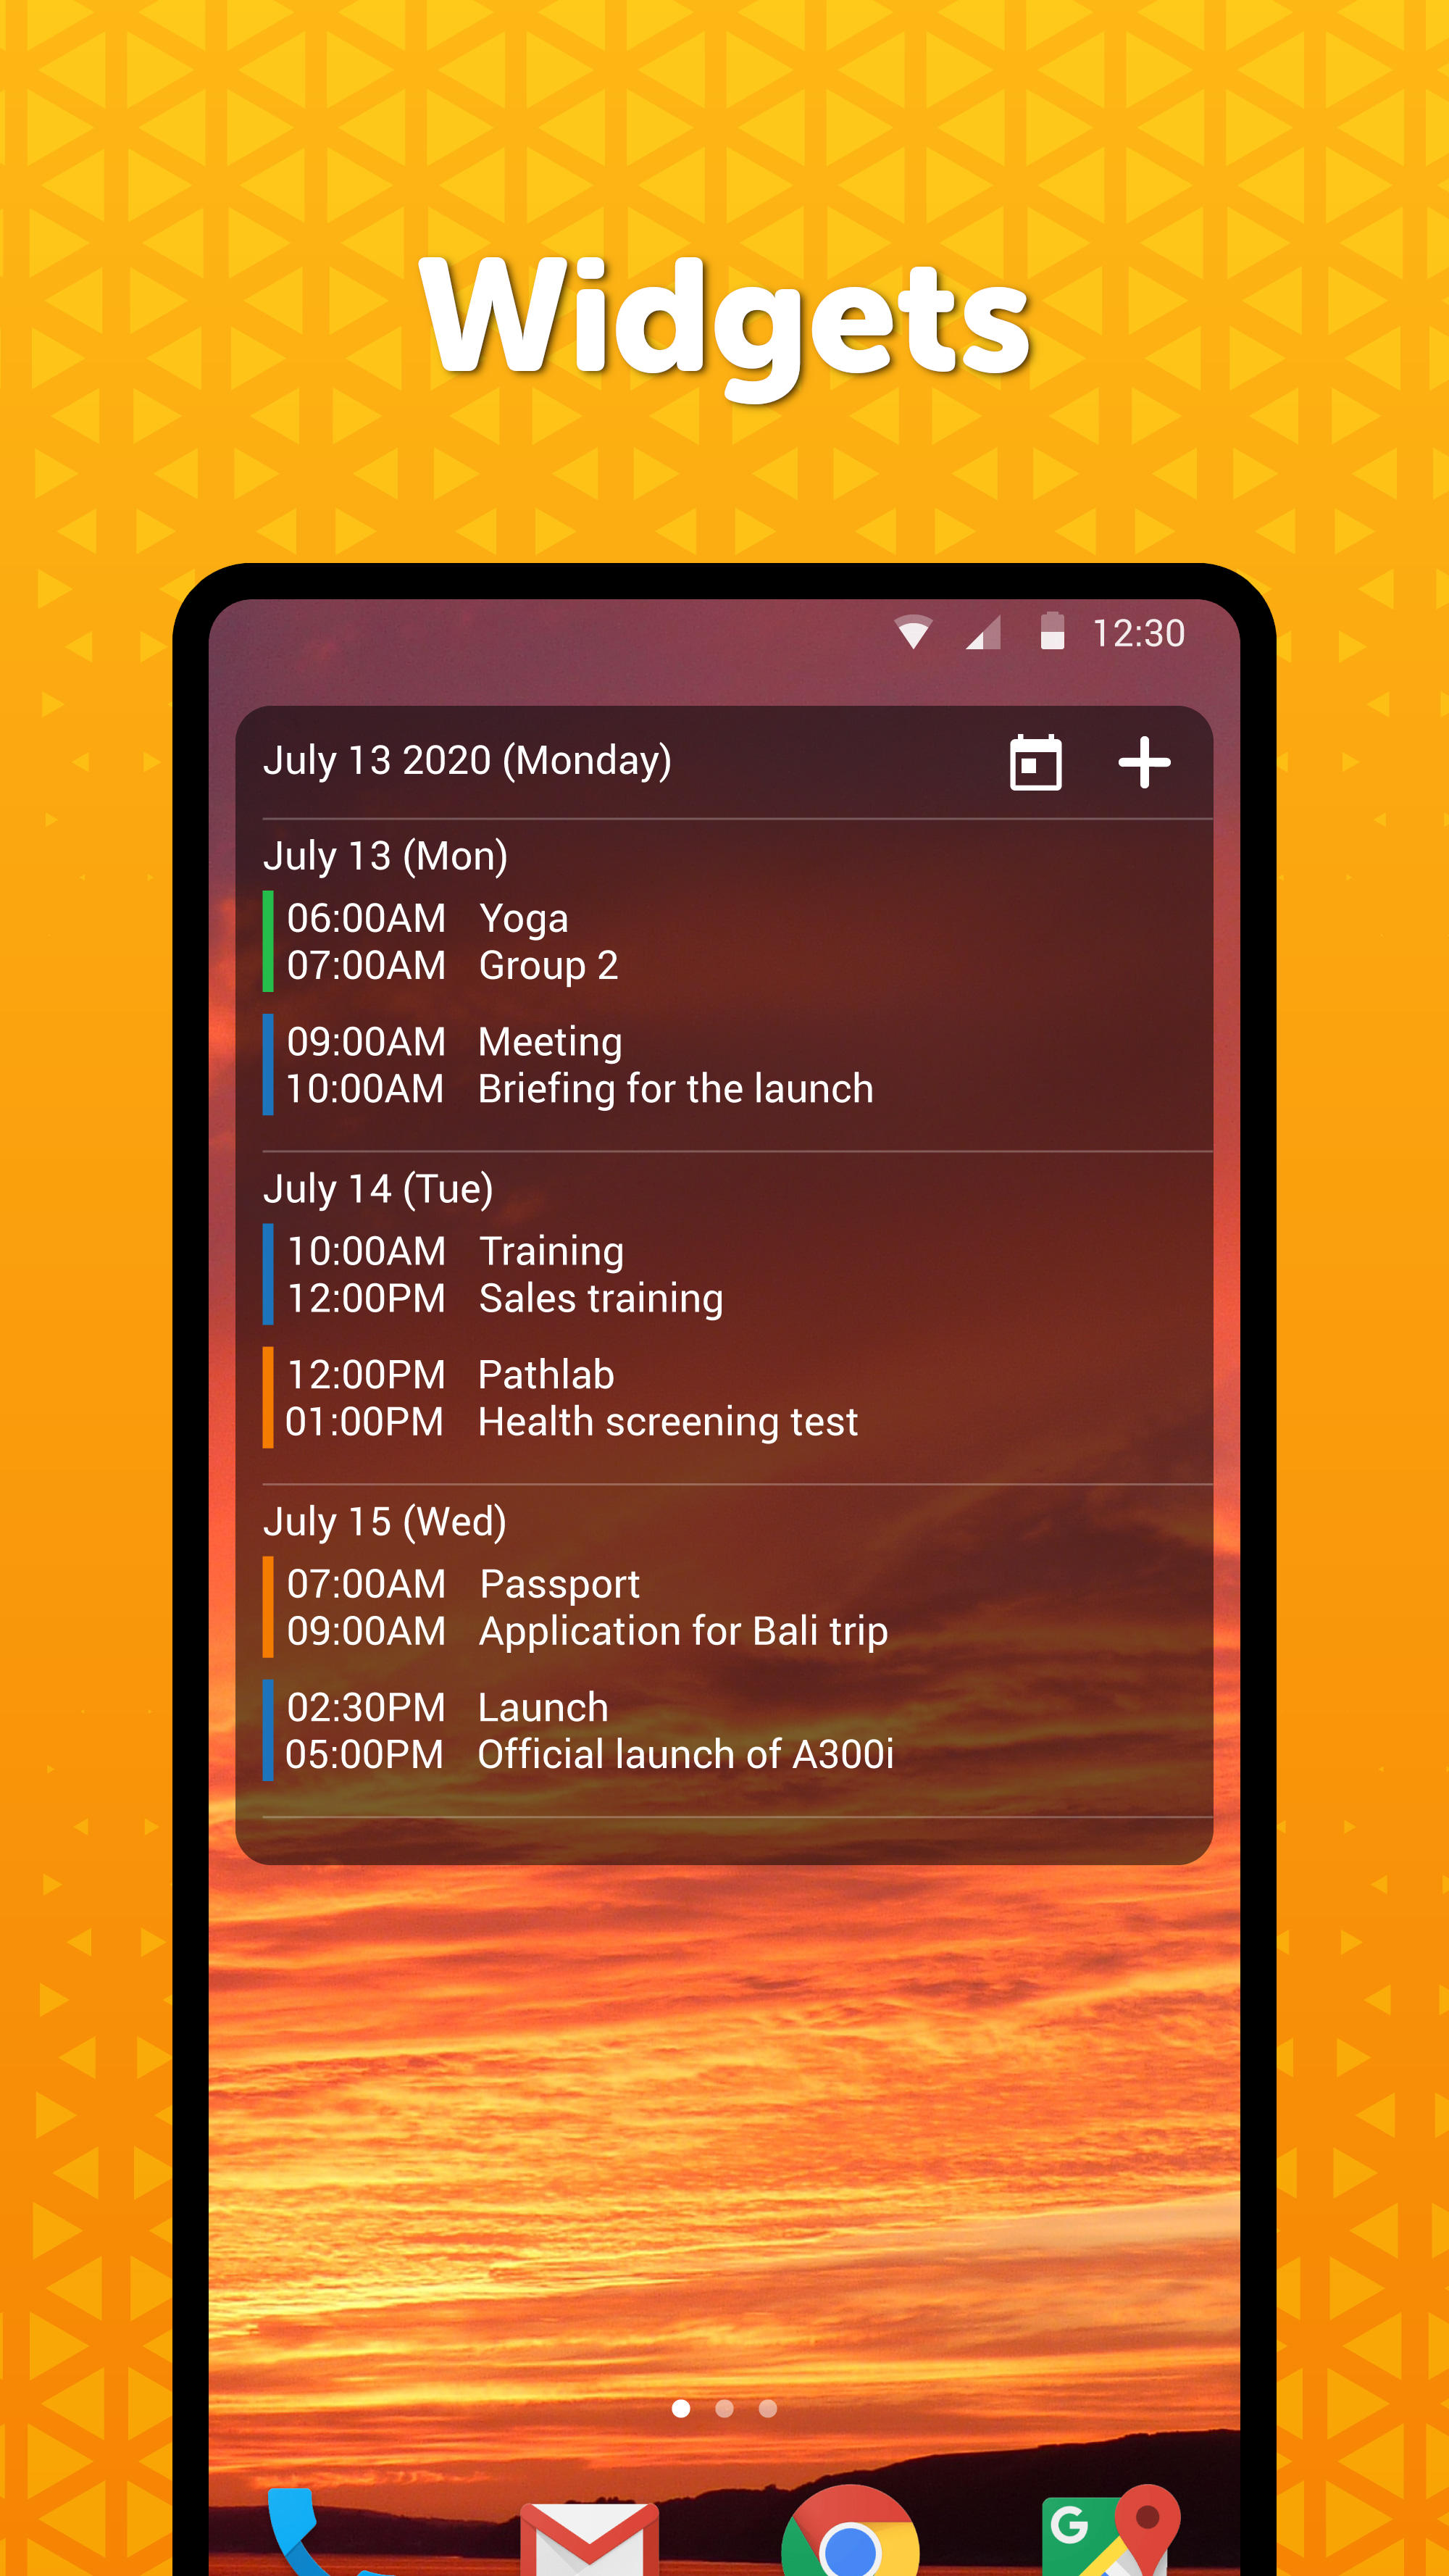 Widgets
12:30
July 13 2020 (Monday)
July 13 (Mon)
06:00AM Yoga
07:00AM Group 2
09:00AM Meeting
10:00AM Briefing for the launch
July 14 (Tue)
10:00AM Training
12:00PM Sales training
12:00PM Pathlab
01:00PM Health screening test
July 15 (Wed)
07:00AM Passport
09:00AM Application for Bali trip
02:30PM Launch
05:00PM Official launch of A300i
G